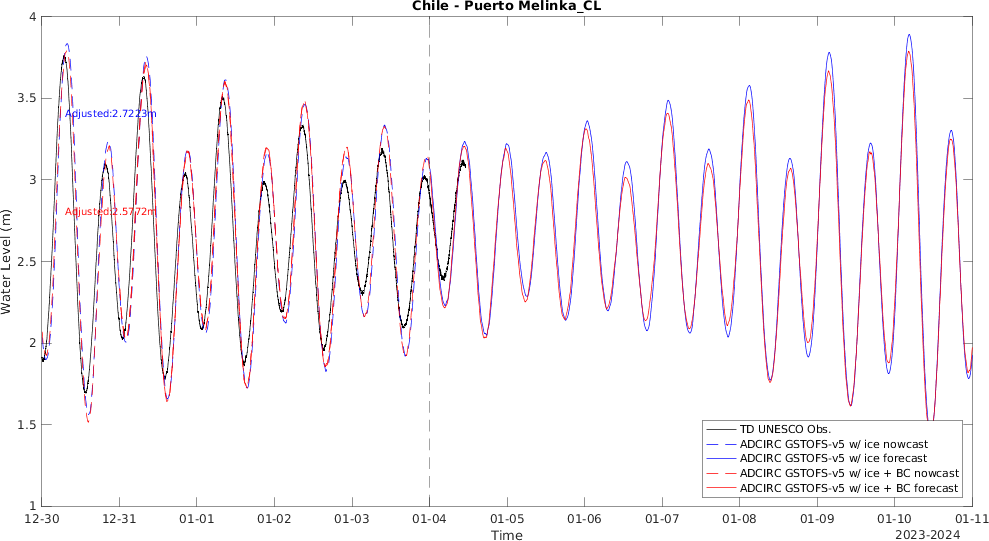 Chile - Puerto Melinka_CL
4
3.5
3
2.5
2
1.5
1
Water Level (m)
Adjusted:2.7223m
Adjusted:2.5772m
TD UNESCO Obs.
ADCIRC GSTOFS-v5 w/ ice nowcast
ADCIRC GSTOFS-v5 w/ ice forecast
ADCIRC GSTOFS-v5 w/ ice + BC nowcast
ADCIRC GSTOFS-v5 w/ ice + BC forecast
12-30 12-31 01-01 01-02 01-03 01-04 01-05 01-06 01-07 01-08 01-09 01-10 01-11
Time
2023-2024